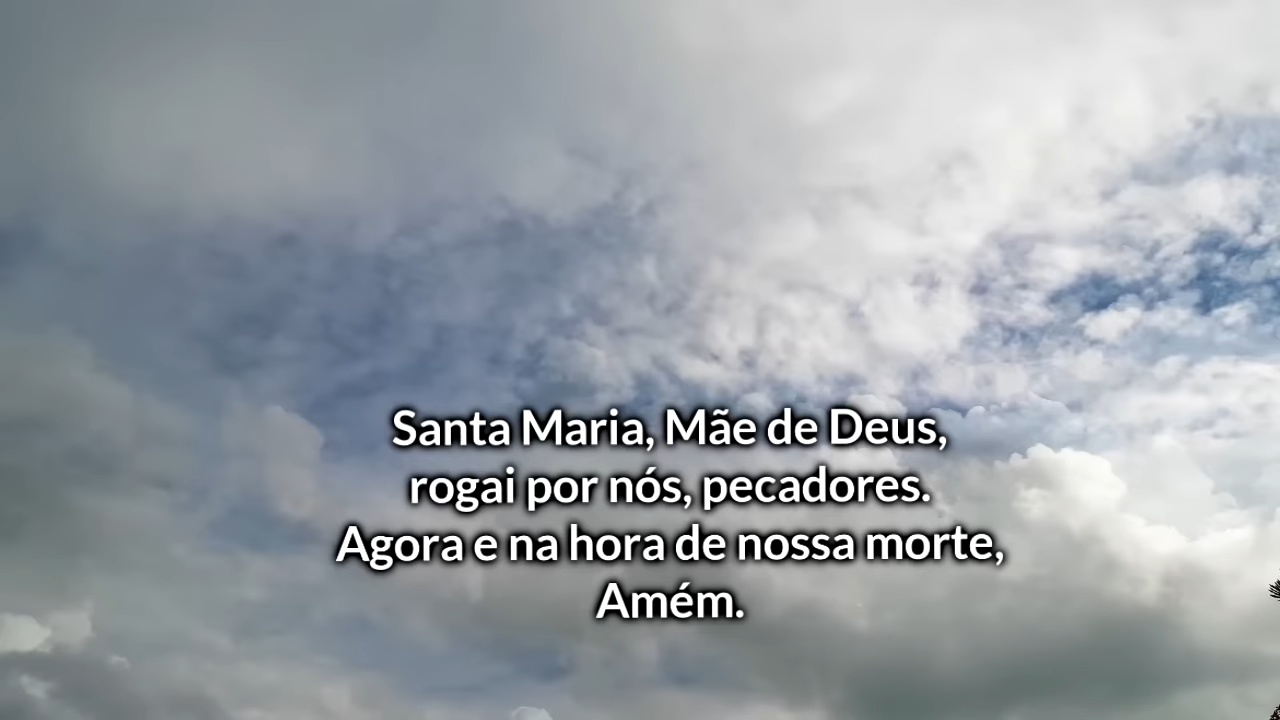 Santa Maria, Mãe de Deus,
rogai por nós, pecadores.
Agora e na hora de nossa morte,
Amém.